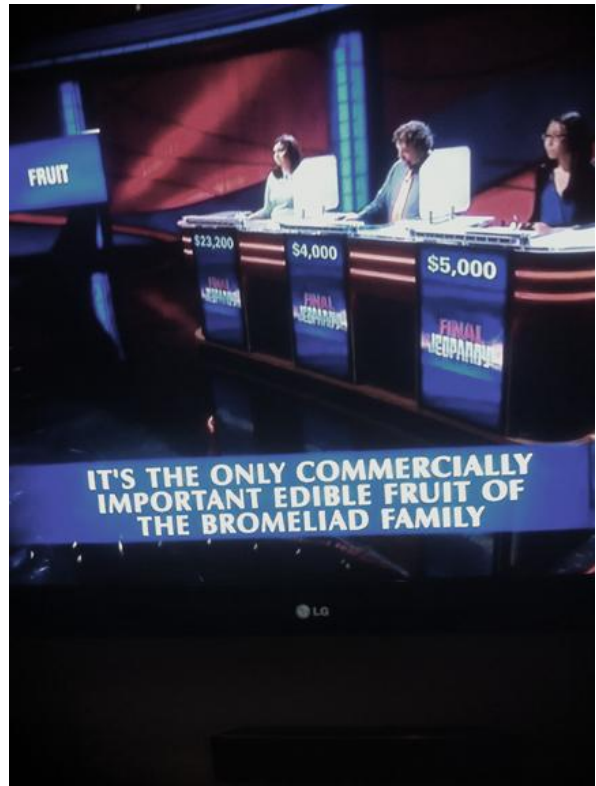 FRUIT
$23,200
$4,000
$5,000
FINAL
JEOPARDY!
FINAL
JEOPARDY!
FINAL
JEOPARDY!
IT'S THE ONLY COMMERCIALLY
IMPORTANT EDIBLE FRUIT OF
THE BROMELIAD FAMILY
LG